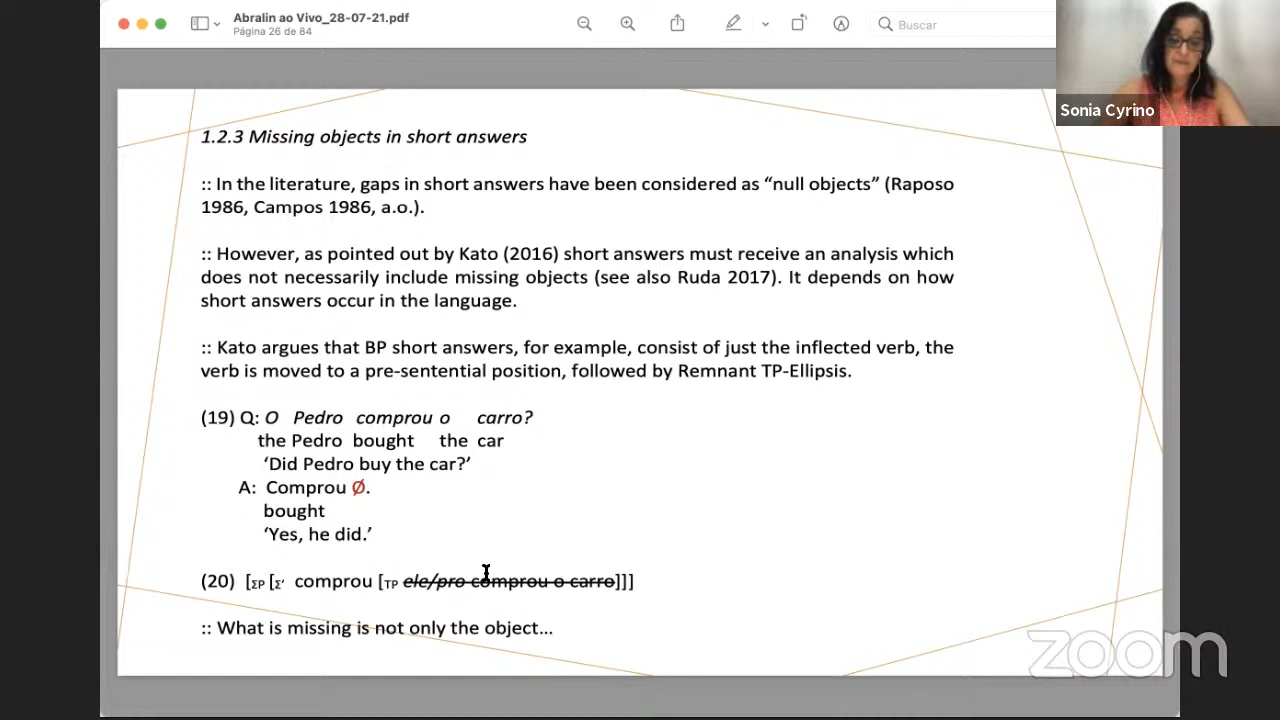 Abralin ao Vivo_28-07-21.pdf
Página 26 de 84
Buscar
Sonia Cyrino
1.2.3 Missing objects in short answers
:: In the literature, gaps in short answers have been considered as “null objects” (Raposo
1986, Campos 1986, a.o.).
:: However, as pointed out by Kato (2016) short answers must receive an analysis which
does not necessarily include missing objects (see also Ruda 2017). It depends on how
short answers occur in the language.
:: Kato argues that BP short answers, for example, consist of just the inflected verb, the
verb is moved to a pre-sentential position, followed by Remnant TP-Ellipsis.
(19) Q: O Pedro comprou o carro?
the Pedro bought the car
‘Did Pedro buy the car?’
A: Comprou Ø.
bought
‘Yes, he did.’
(20) [ΣP [Σ’ comprou [TP ele/pro comprou o carro]]]
:: What is missing is not only the object…
zoom